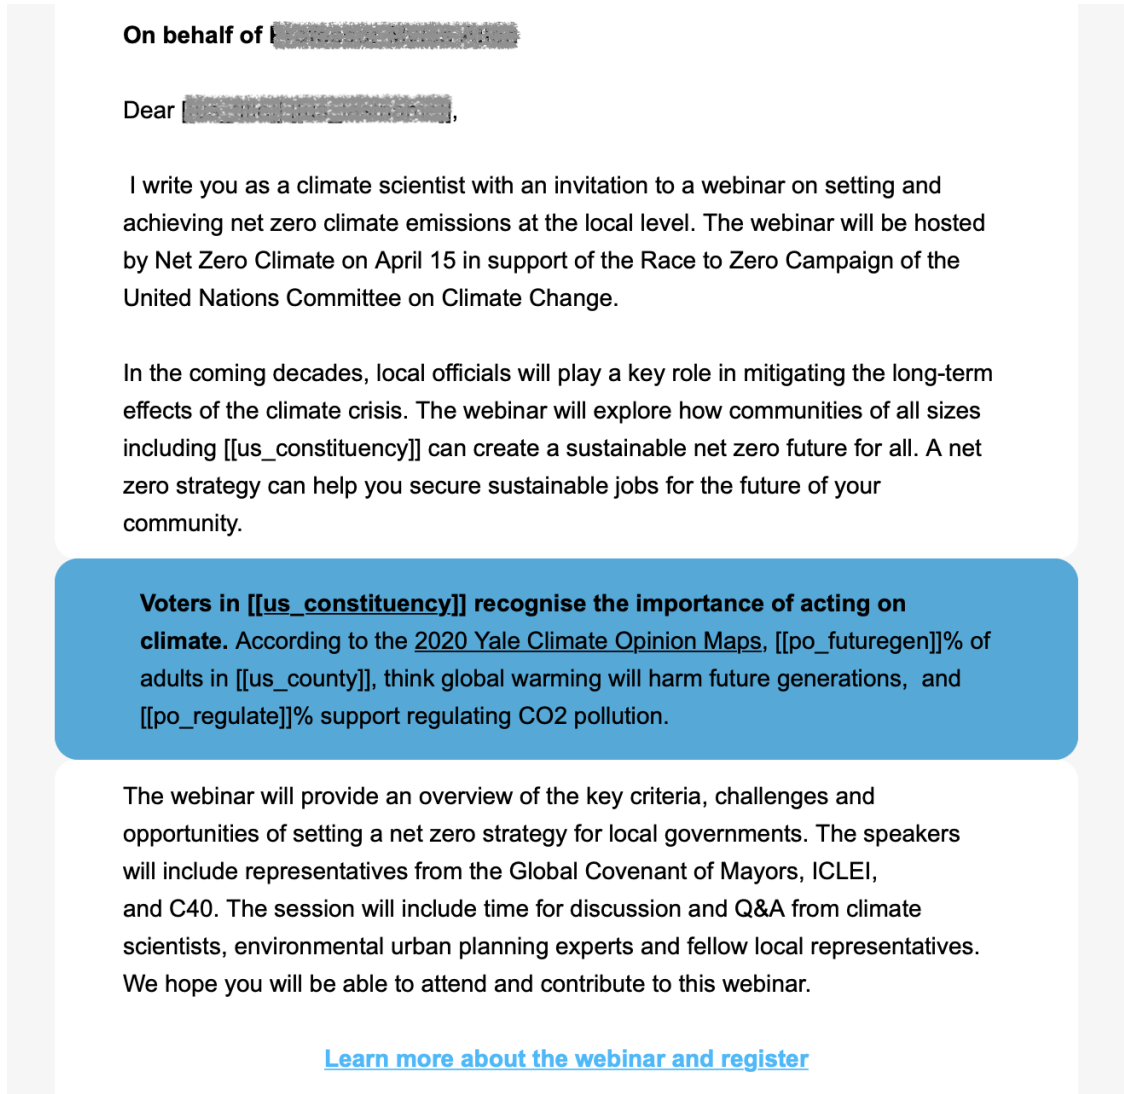 On behalf of
Dear [ ],
I write you as a climate scientist with an invitation to a webinar on setting and
achieving net zero climate emissions at the local level. The webinar will be hosted
by Net Zero Climate on April 15 in support of the Race to Zero Campaign of the
United Nations Committee on Climate Change.
In the coming decades, local officials will play a key role in mitigating the long-term
effects of the climate crisis. The webinar will explore how communities of all sizes
including [[us_constituency]] can create a sustainable net zero future for all. A net
zero strategy can help you secure sustainable jobs for the future of your
community.
Voters in [[us_constituency]] recognise the importance of acting on
climate. According to the 2020 Yale Climate Opinion Maps, [[po_futuregen]]% of
adults in [[us_county]], think global warming will harm future generations,  and
[[po_regulate]]% support regulating CO2 pollution.
The webinar will provide an overview of the key criteria, challenges and
opportunities of setting a net zero strategy for local governments. The speakers
will include representatives from the Global Covenant of Mayors, ICLEI,
and C40. The session will include time for discussion and Q&A from climate
scientists, environmental urban planning experts and fellow local representatives.
We hope you will be able to attend and contribute to this webinar.
Learn more about the webinar and register